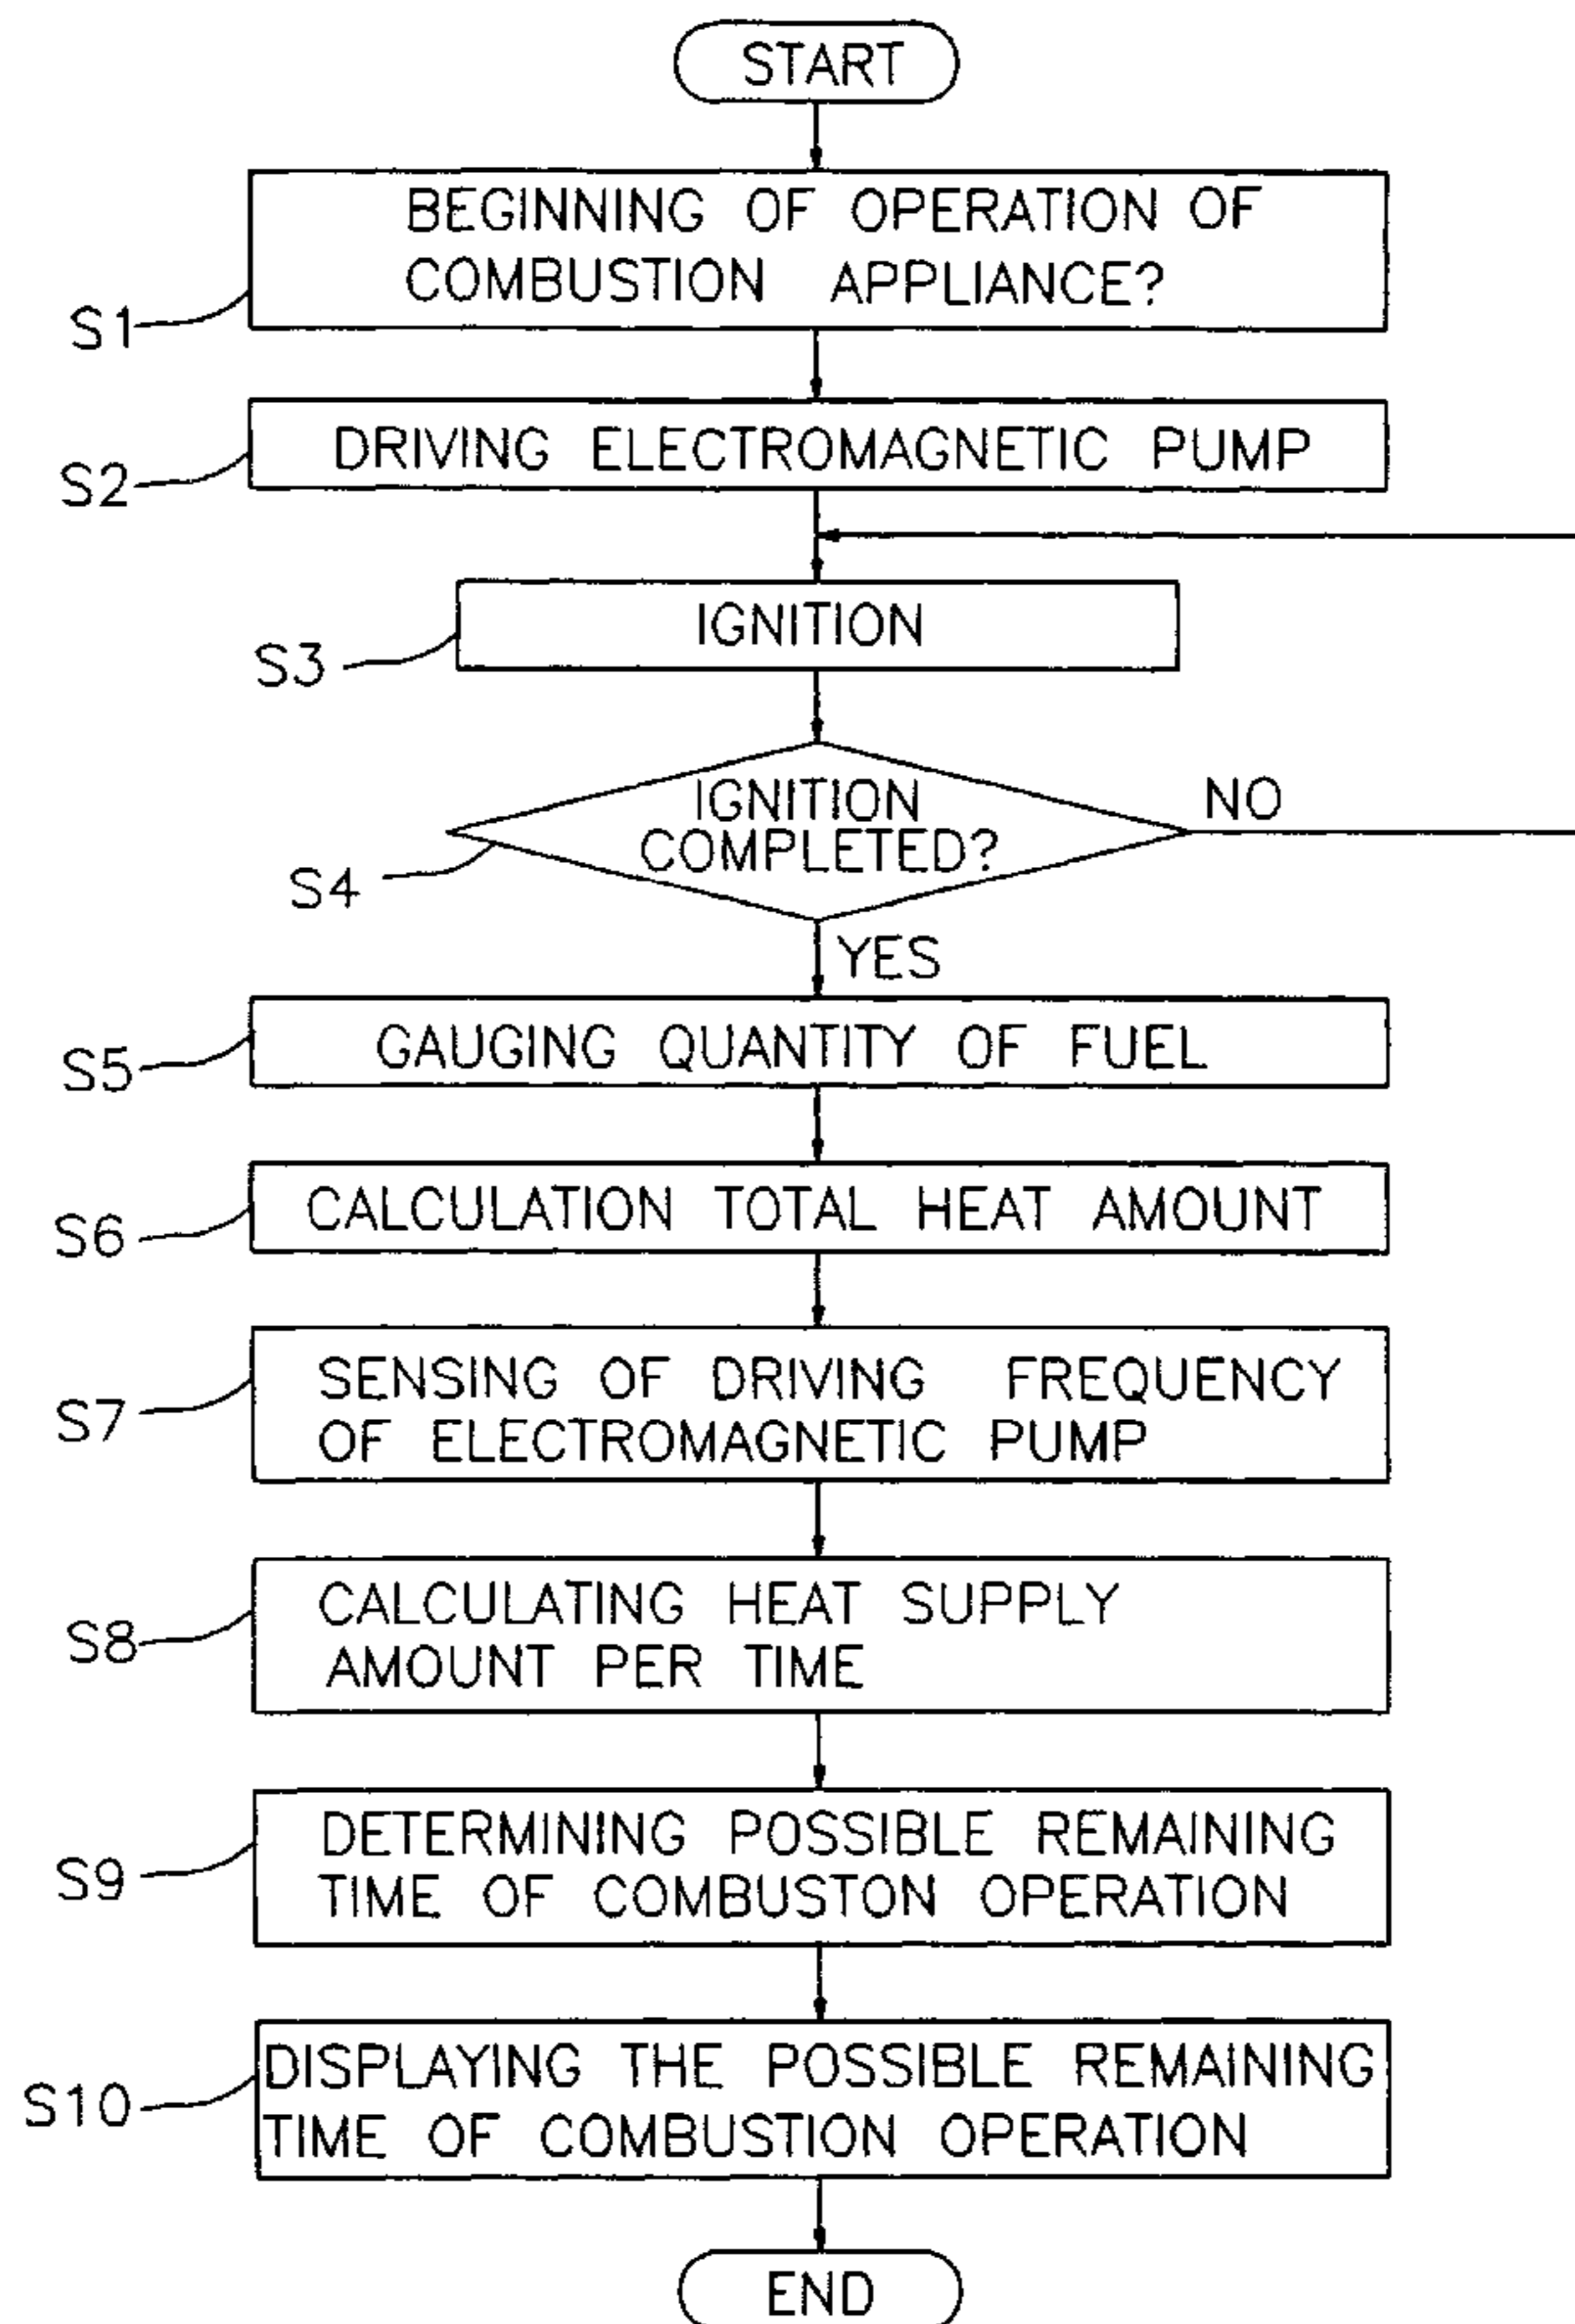 START
BEGINNING OF OPERATION OF
COMBUSTION APPLIANCE?
S1
DRIVING ELECTROMAGNETIC PUMP
S2
IGNITION
S3
IGNITION
COMPLETED?
NO
S4
YES
GAUGING QUANTITY OF FUEL
S5
CALCULATION TOTAL HEAT AMOUNT
S6
SENSING OF DRIVING FREQUENCY
OF ELECTROMAGNETIC PUMP
S7
CALCULATING HEAT SUPPLY
AMOUNT PER TIME
S8
DETERMINING POSSIBLE REMAINING
TIME OF COMBUSTON OPERATION
S9
DISPLAYING THE POSSIBLE REMAINING
TIME OF COMBUSTION OPERATION
S10
END